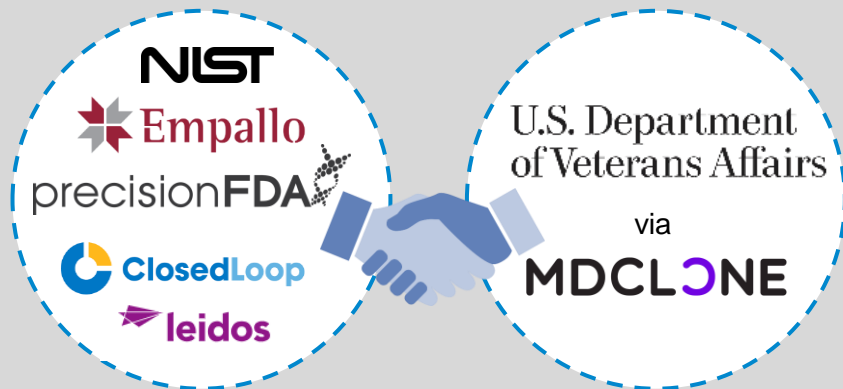 NIST
Empallo
precisionFDA
ClosedLoop
leidos
U.S. Department
of Veterans Affairs
via
MDCLONE